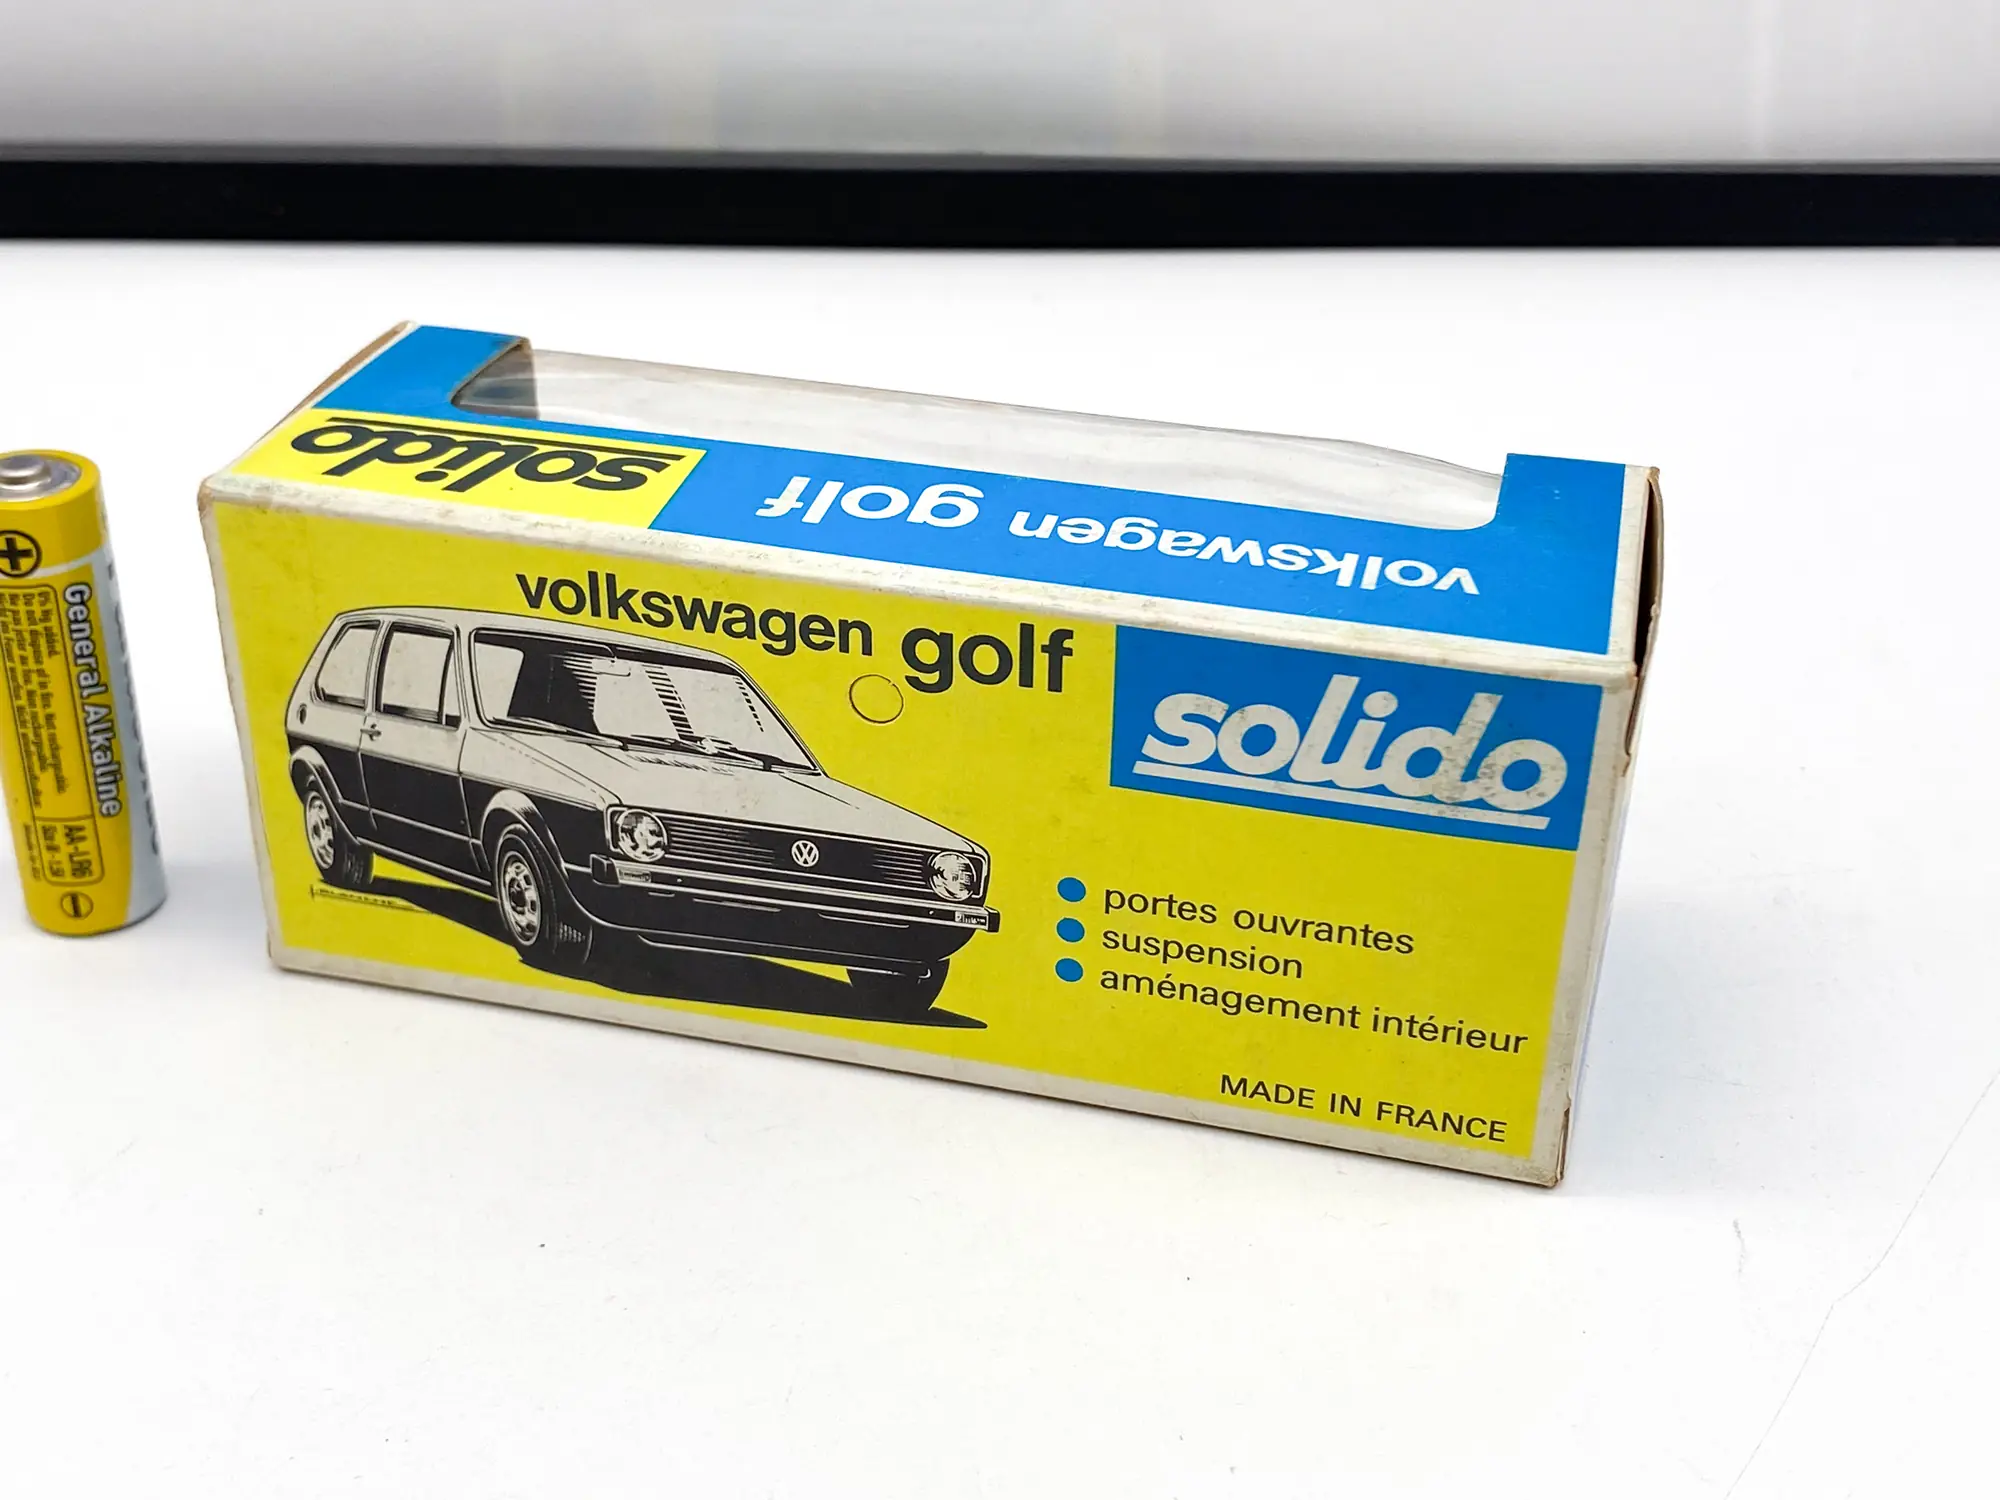 solido
volkswagen golf
volkswagen golf
solido
portes ouvrantes
suspension
aménagement intérieur
MADE IN FRANCE
General Alkaline
AA-LR6